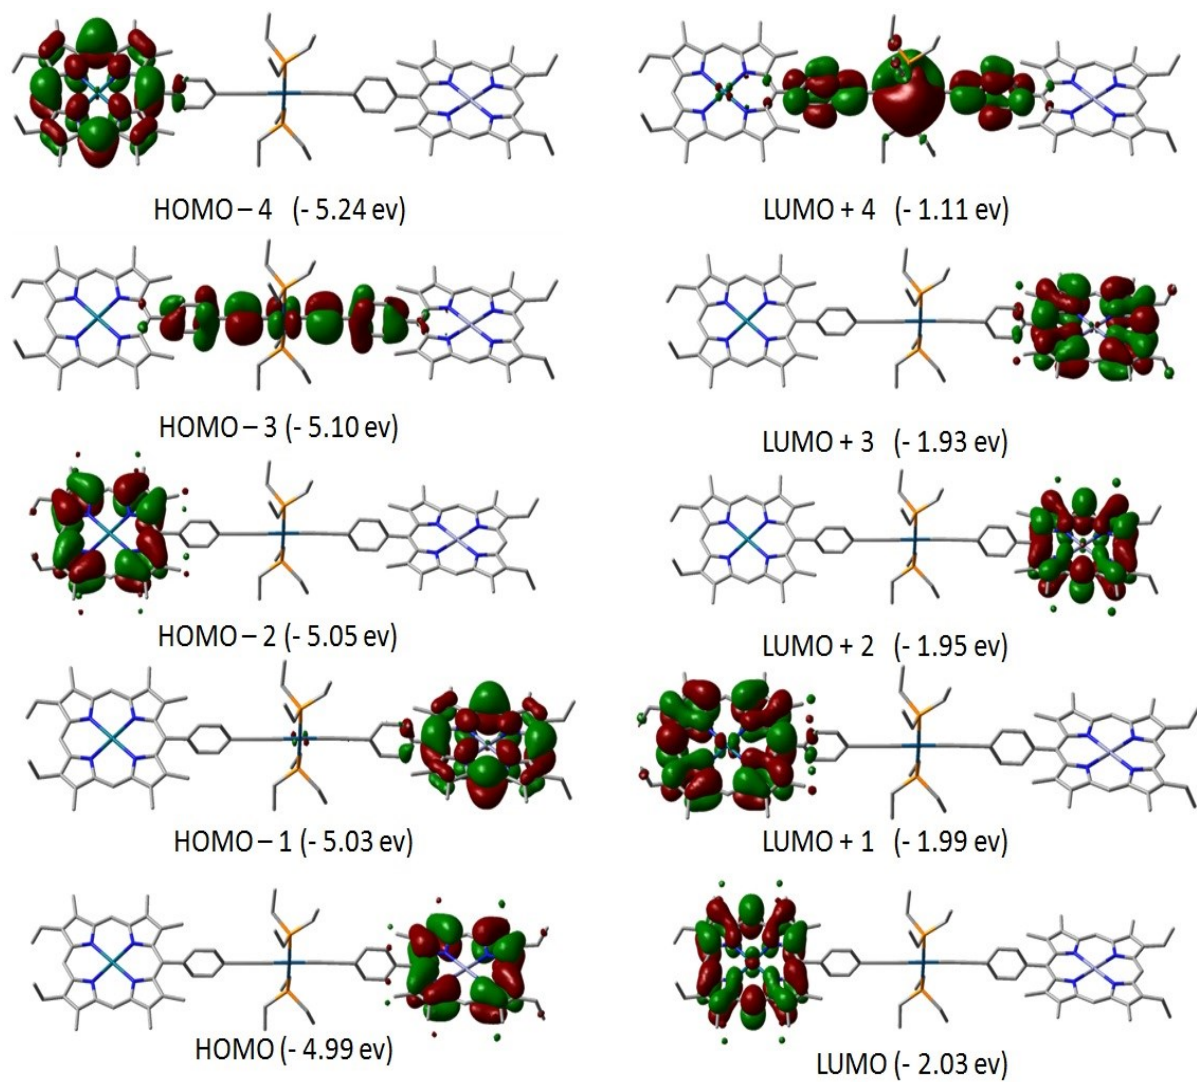 HOMO – 4 (- 5.24 ev)
LUMO + 4 (- 1.11 ev)
HOMO – 3 (- 5.10 ev)
LUMO + 3 (- 1.93 ev)
HOMO – 2 (- 5.05 ev)
LUMO + 2 (- 1.95 ev)
HOMO – 1 (- 5.03 ev)
LUMO + 1 (- 1.99 ev)
HOMO (- 4.99 ev)
LUMO (- 2.03 ev)